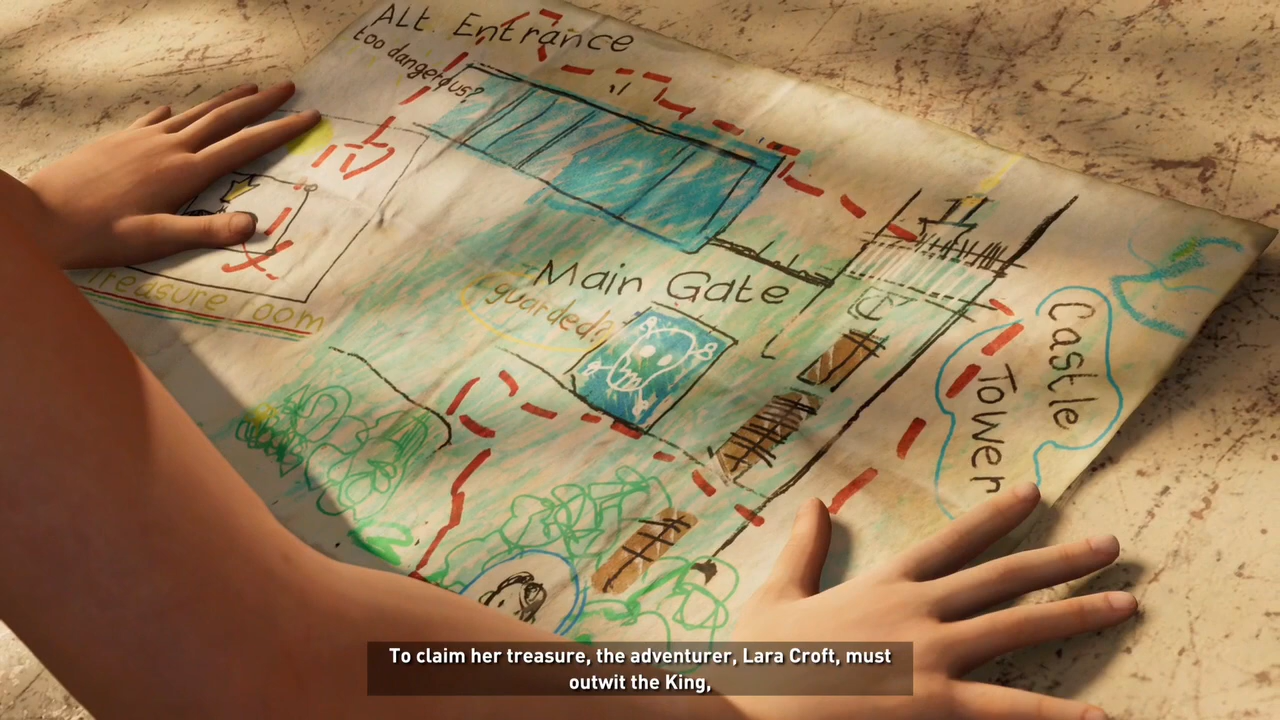 ALt. Entrance
too dangerous?
Main Gate
(guarded?)
treasure room
Castle
Tower
To claim her treasure, the adventurer, Lara Croft, must
outwit the King,